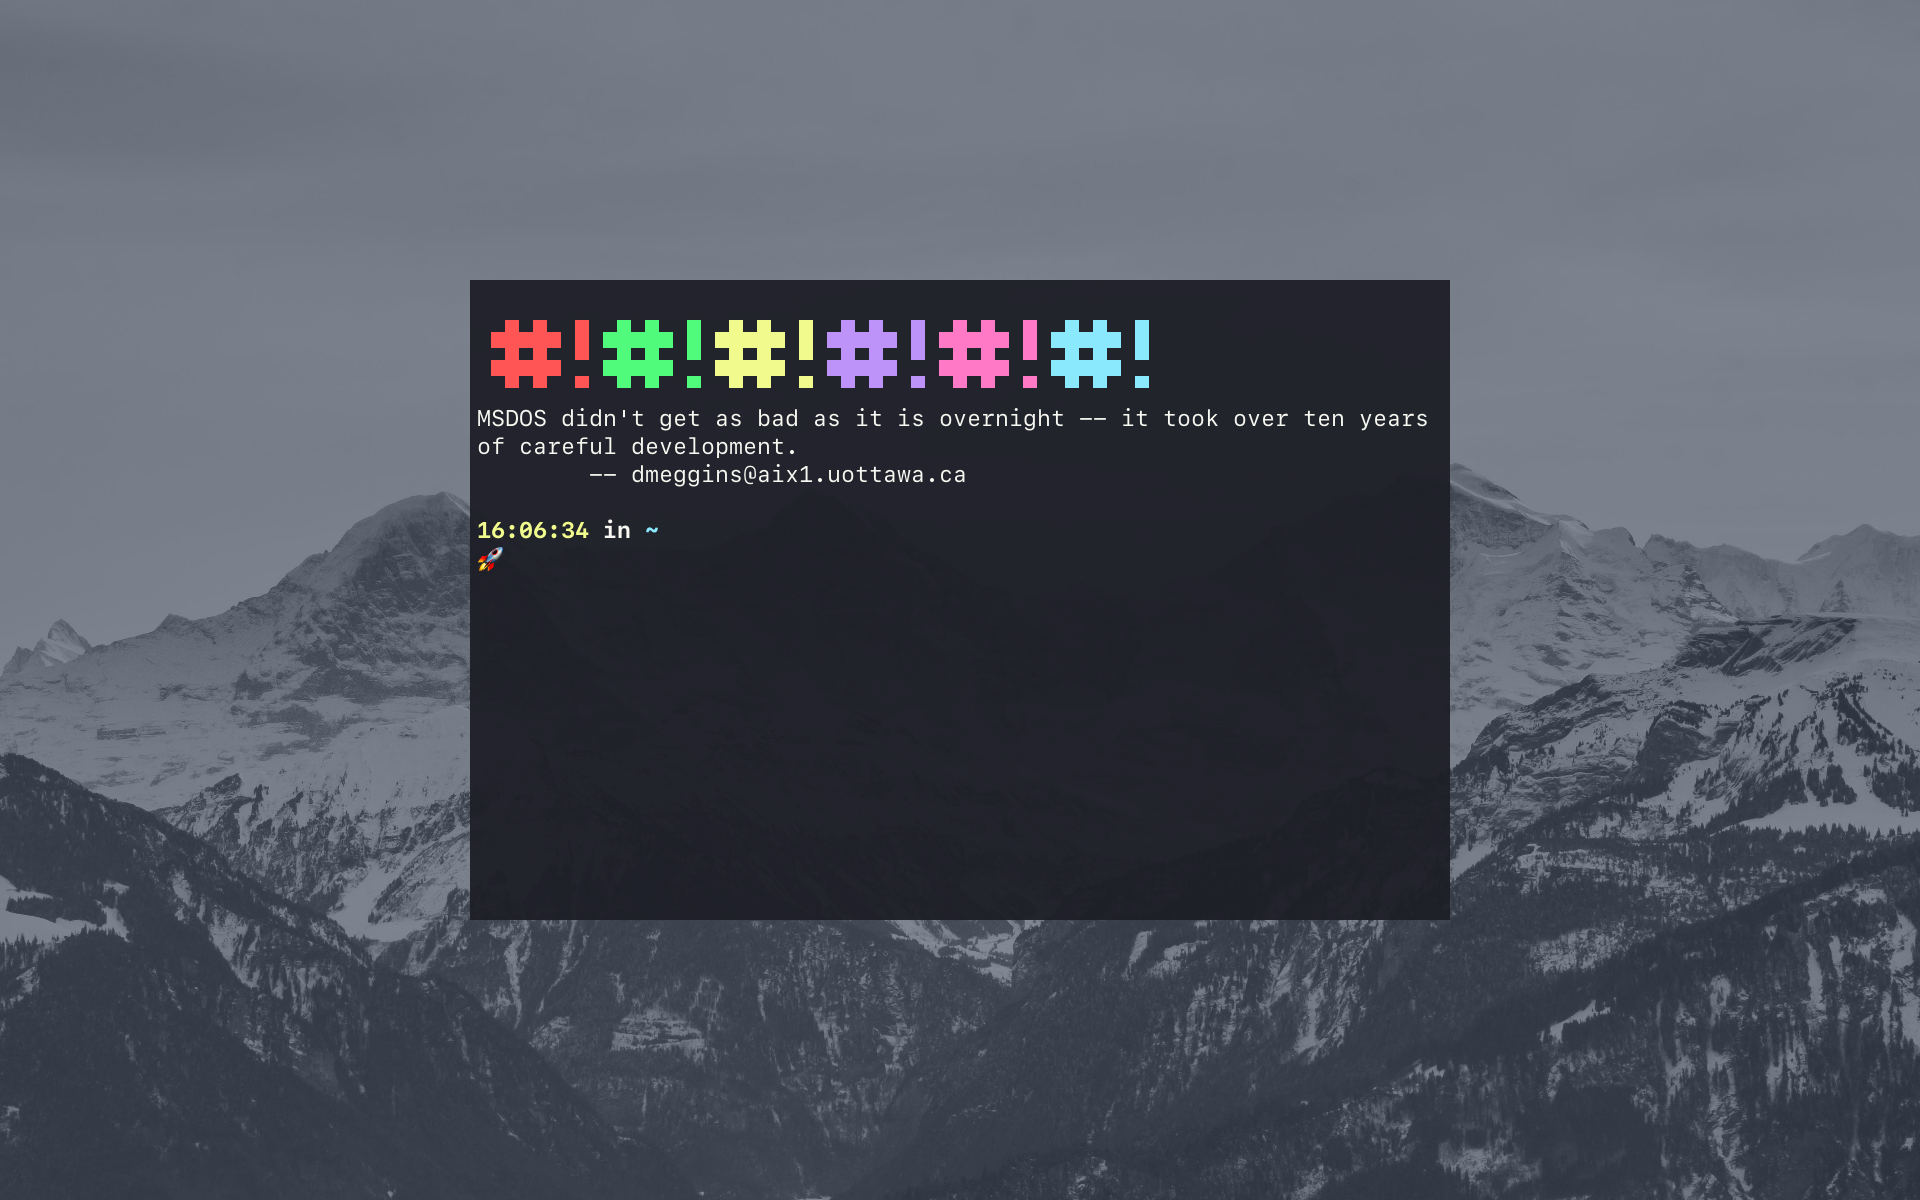 #!#!#!#!#!#!
MSDOS didn't get as bad as it is overnight -- it took over ten years
of careful development.
-- dmeggins@aix1.uottawa.ca
16:06:34 in ~
🚀